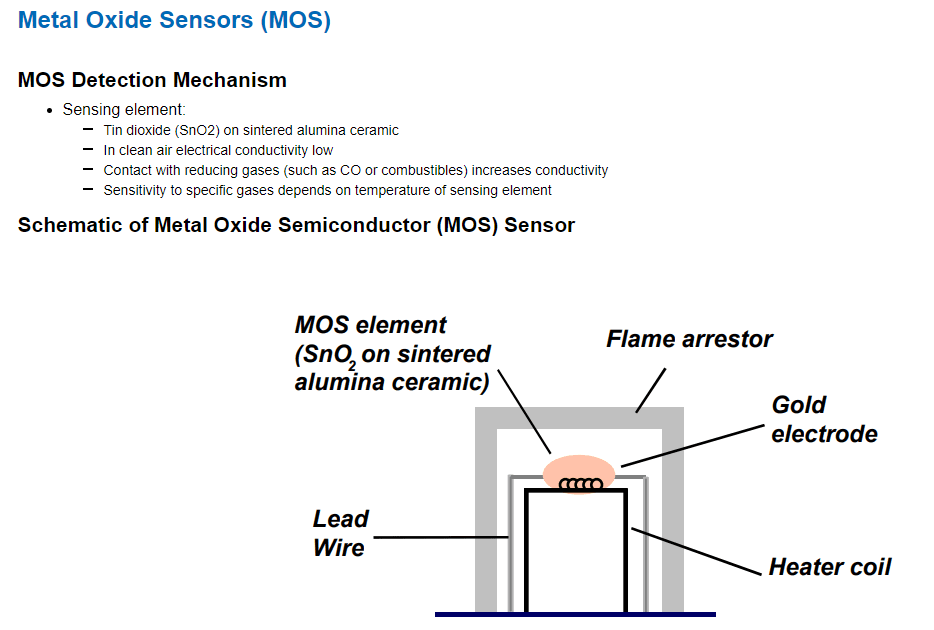 Metal Oxide Sensors (MOS)
MOS Detection Mechanism
• Sensing element:
– Tin dioxide (SnO2) on sintered alumina ceramic
– In clean air electrical conductivity low
– Contact with reducing gases (such as CO or combustibles) increases conductivity
– Sensitivity to specific gases depends on temperature of sensing element
Schematic of Metal Oxide Semiconductor (MOS) Sensor
MOS element
(SnO₂ on sintered
alumina ceramic)
Flame arrestor
Gold
electrode
Lead
Wire
Heater coil